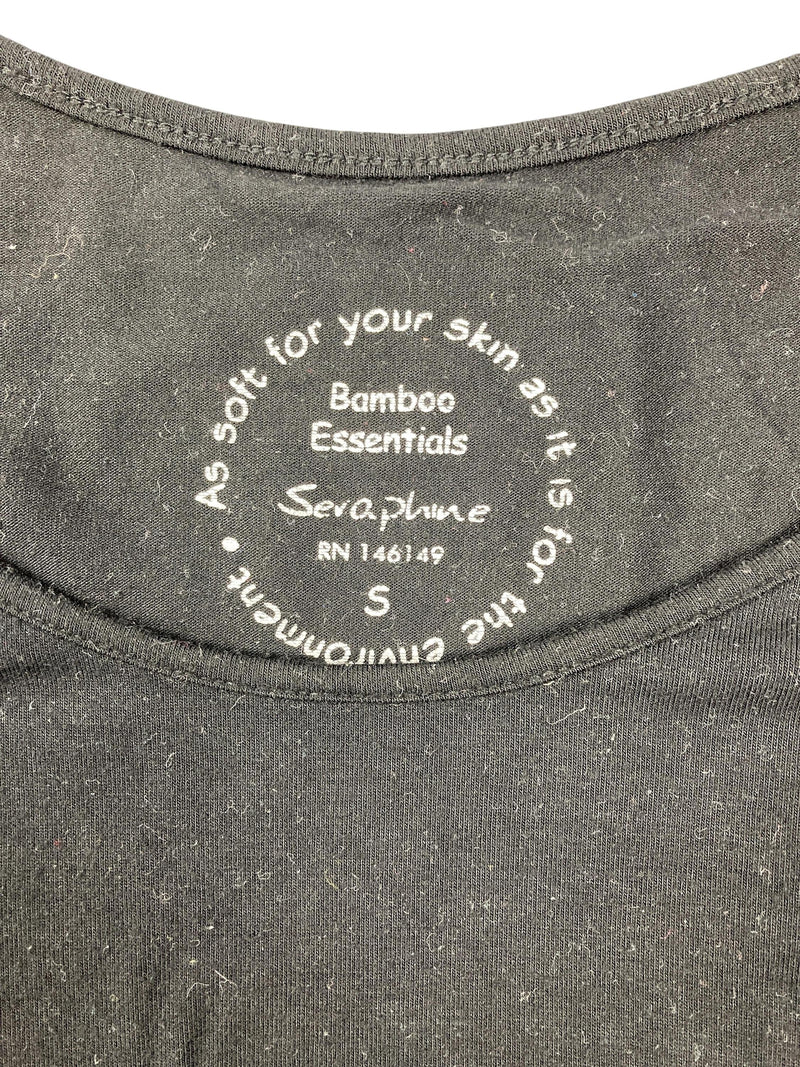 As soft for your skin as it is for the environment •
Bamboo
Essentials
Seraphine
RN 146149
S